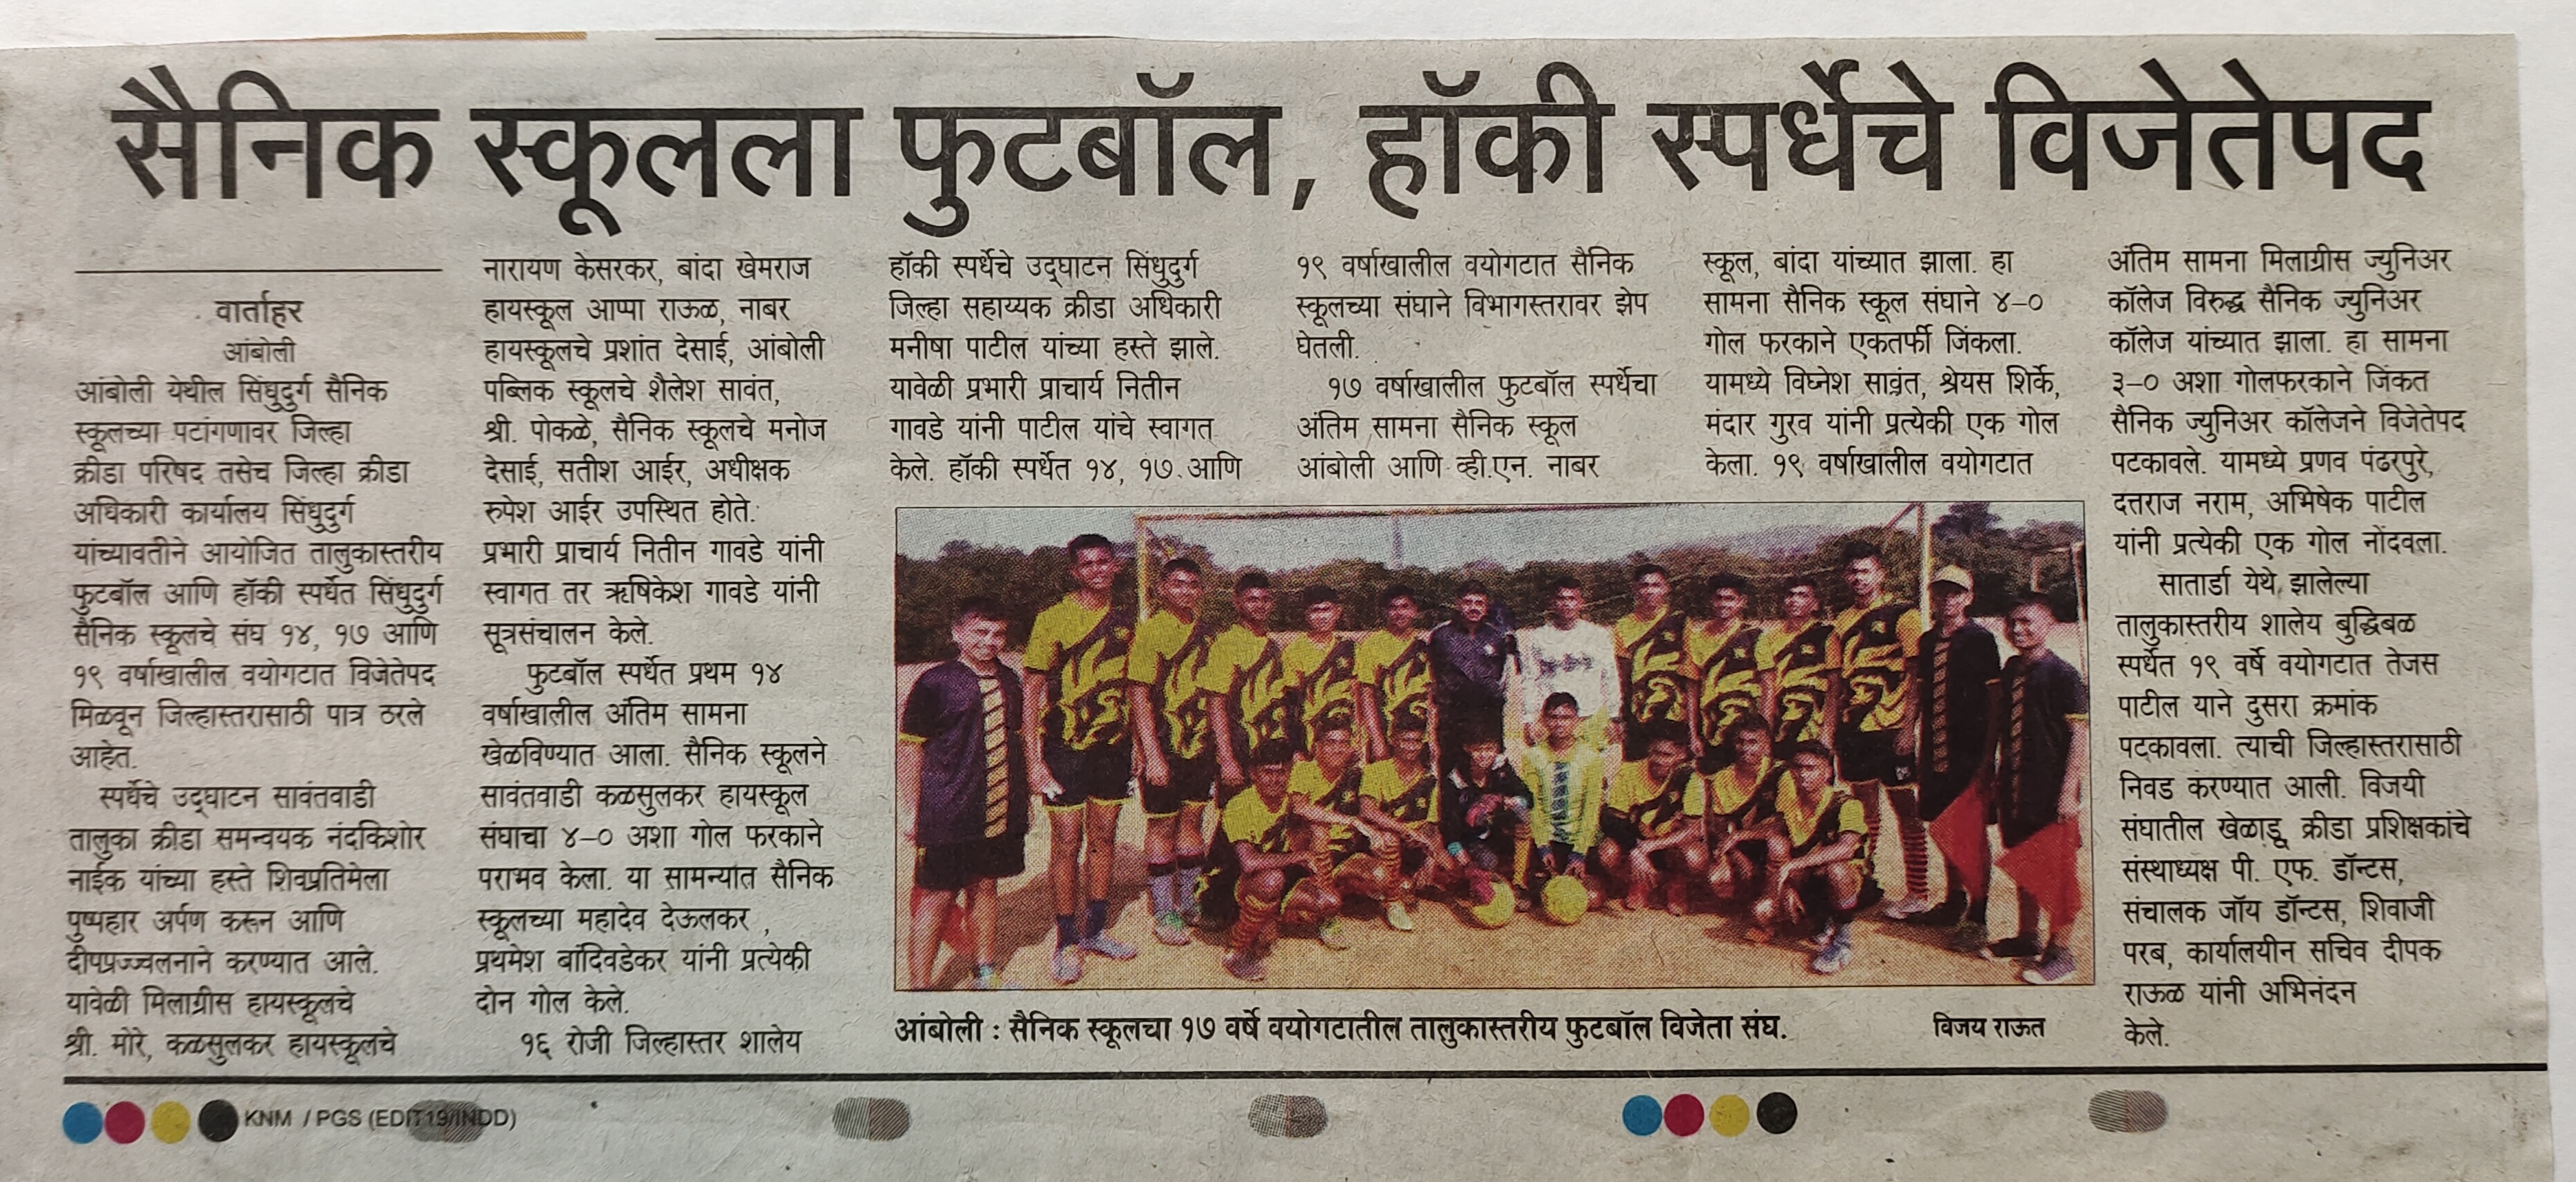 सैनिक स्कूलला फुटबॉल, हॉकी स्पर्धेचे विजेतेपद
वार्ताहर
आंबोली
आंबोली येथील सिंधुदुर्ग सैनिक
स्कूलच्या पटांगणावर जिल्हा
क्रीडा परिषद तसेच जिल्हा क्रीडा
अधिकारी कार्यालय सिंधुदुर्ग
यांच्यावतीने आयोजित तालुकास्तरीय
फुटबॉल आणि हॉकी स्पर्धेत सिंधुदुर्ग
सैनिक स्कूलचे संघ १४, १७ आणि
१९ वर्षाखालील वयोगटात विजेतेपद
मिळवून जिल्हास्तरासाठी पात्र ठरले
आहेत.
स्पर्धेचे उद्‌घाटन सावंतवाडी
तालुका क्रीडा समन्वयक नंदकिशोर
नाईक यांच्या हस्ते शिवप्रतिमेला
पुष्पहार अर्पण करून आणि
दीपप्रज्ज्वलनाने करण्यात आले.
यावेळी मिलाग्रीस हायस्कूलचे
श्री. मोरे, कळसुलकर हायस्कूलचे
नारायण केसरकर, बांदा खेमराज
हायस्कूल आप्पा राऊळ, नाबर
हायस्कूलचे प्रशांत देसाई, आंबोली
पब्लिक स्कूलचे शैलेश सावंत,
श्री. पोकळे, सैनिक स्कूलचे मनोज
देसाई, सतीश आईर, अधीक्षक
रुपेश आईर उपस्थित होते.
प्रभारी प्राचार्य नितीन गावडे यांनी
स्वागत तर ऋषिकेश गावडे यांनी
सूत्रसंचालन केले.
फुटबॉल स्पर्धेत प्रथम १४
वर्षाखालील अंतिम सामना
खेळविण्यात आला. सैनिक स्कूलने
सावंतवाडी कळसुलकर हायस्कूल
संघाचा ४-० अशा गोल फरकाने
पराभव केला. या सामन्यात सैनिक
स्कूलच्या महादेव देऊलकर ,
प्रथमेश बांदिवडेकर यांनी प्रत्येकी
दोन गोल केले.
१६ रोजी जिल्हास्तर शालेय
हॉकी स्पर्धेचे उद्‌घाटन सिंधुदुर्ग
जिल्हा सहाय्यक क्रीडा अधिकारी
मनीषा पाटील यांच्या हस्ते झाले.
यावेळी प्रभारी प्राचार्य नितीन
गावडे यांनी पाटील यांचे स्वागत
केले. हॉकी स्पर्धेत १४, १७ आणि
१९ वर्षाखालील वयोगटात सैनिक
स्कूलच्या संघाने विभागस्तरावर झेप
घेतली.
१७ वर्षाखालील फुटबॉल स्पर्धेचा
अंतिम सामना सैनिक स्कूल
आंबोली आणि व्ही.एन. नाबर
स्कूल, बांदा यांच्यात झाला. हा
सामना सैनिक स्कूल संघाने ४-०
गोल फरकाने एकतर्फी जिंकला.
यामध्ये विघ्नेश सावंत, श्रेयस शिर्के,
मंदार गुरव यांनी प्रत्येकी एक गोल
केला. १९ वर्षाखालील वयोगटात
अंतिम सामना मिलाग्रीस ज्युनिअर
कॉलेज विरुद्ध सैनिक ज्युनिअर
कॉलेज यांच्यात झाला. हा सामना
३-० अशा गोलफरकाने जिंकत
सैनिक ज्युनिअर कॉलेजने विजेतेपद
पटकावले. यामध्ये प्रणव पंढरपुरे,
दत्तराज नराम, अभिषेक पाटील
यांनी प्रत्येकी एक गोल नोंदवला.
सातार्डा येथे झालेल्या
तालुकास्तरीय शालेय बुद्धिबळ
स्पर्धेत १९ वर्षे वयोगटात तेजस
पाटील याने दुसरा क्रमांक
पटकावला. त्याची जिल्हास्तरासाठी
निवड करण्यात आली. विजयी
संघातील खेळाडू क्रीडा प्रशिक्षकांचे
संस्थाध्यक्ष पी. एफ. डॉन्टस,
संचालक जॉय डॉन्टस, शिवाजी
परब, कार्यालयीन सचिव दीपक
राऊळ यांनी अभिनंदन
केले.
आंबोली : सैनिक स्कूलचा १७ वर्षे वयोगटातील तालुकास्तरीय फुटबॉल विजेता संघ. विजय राऊत
KNM / PGS (EDIT19/INDD)